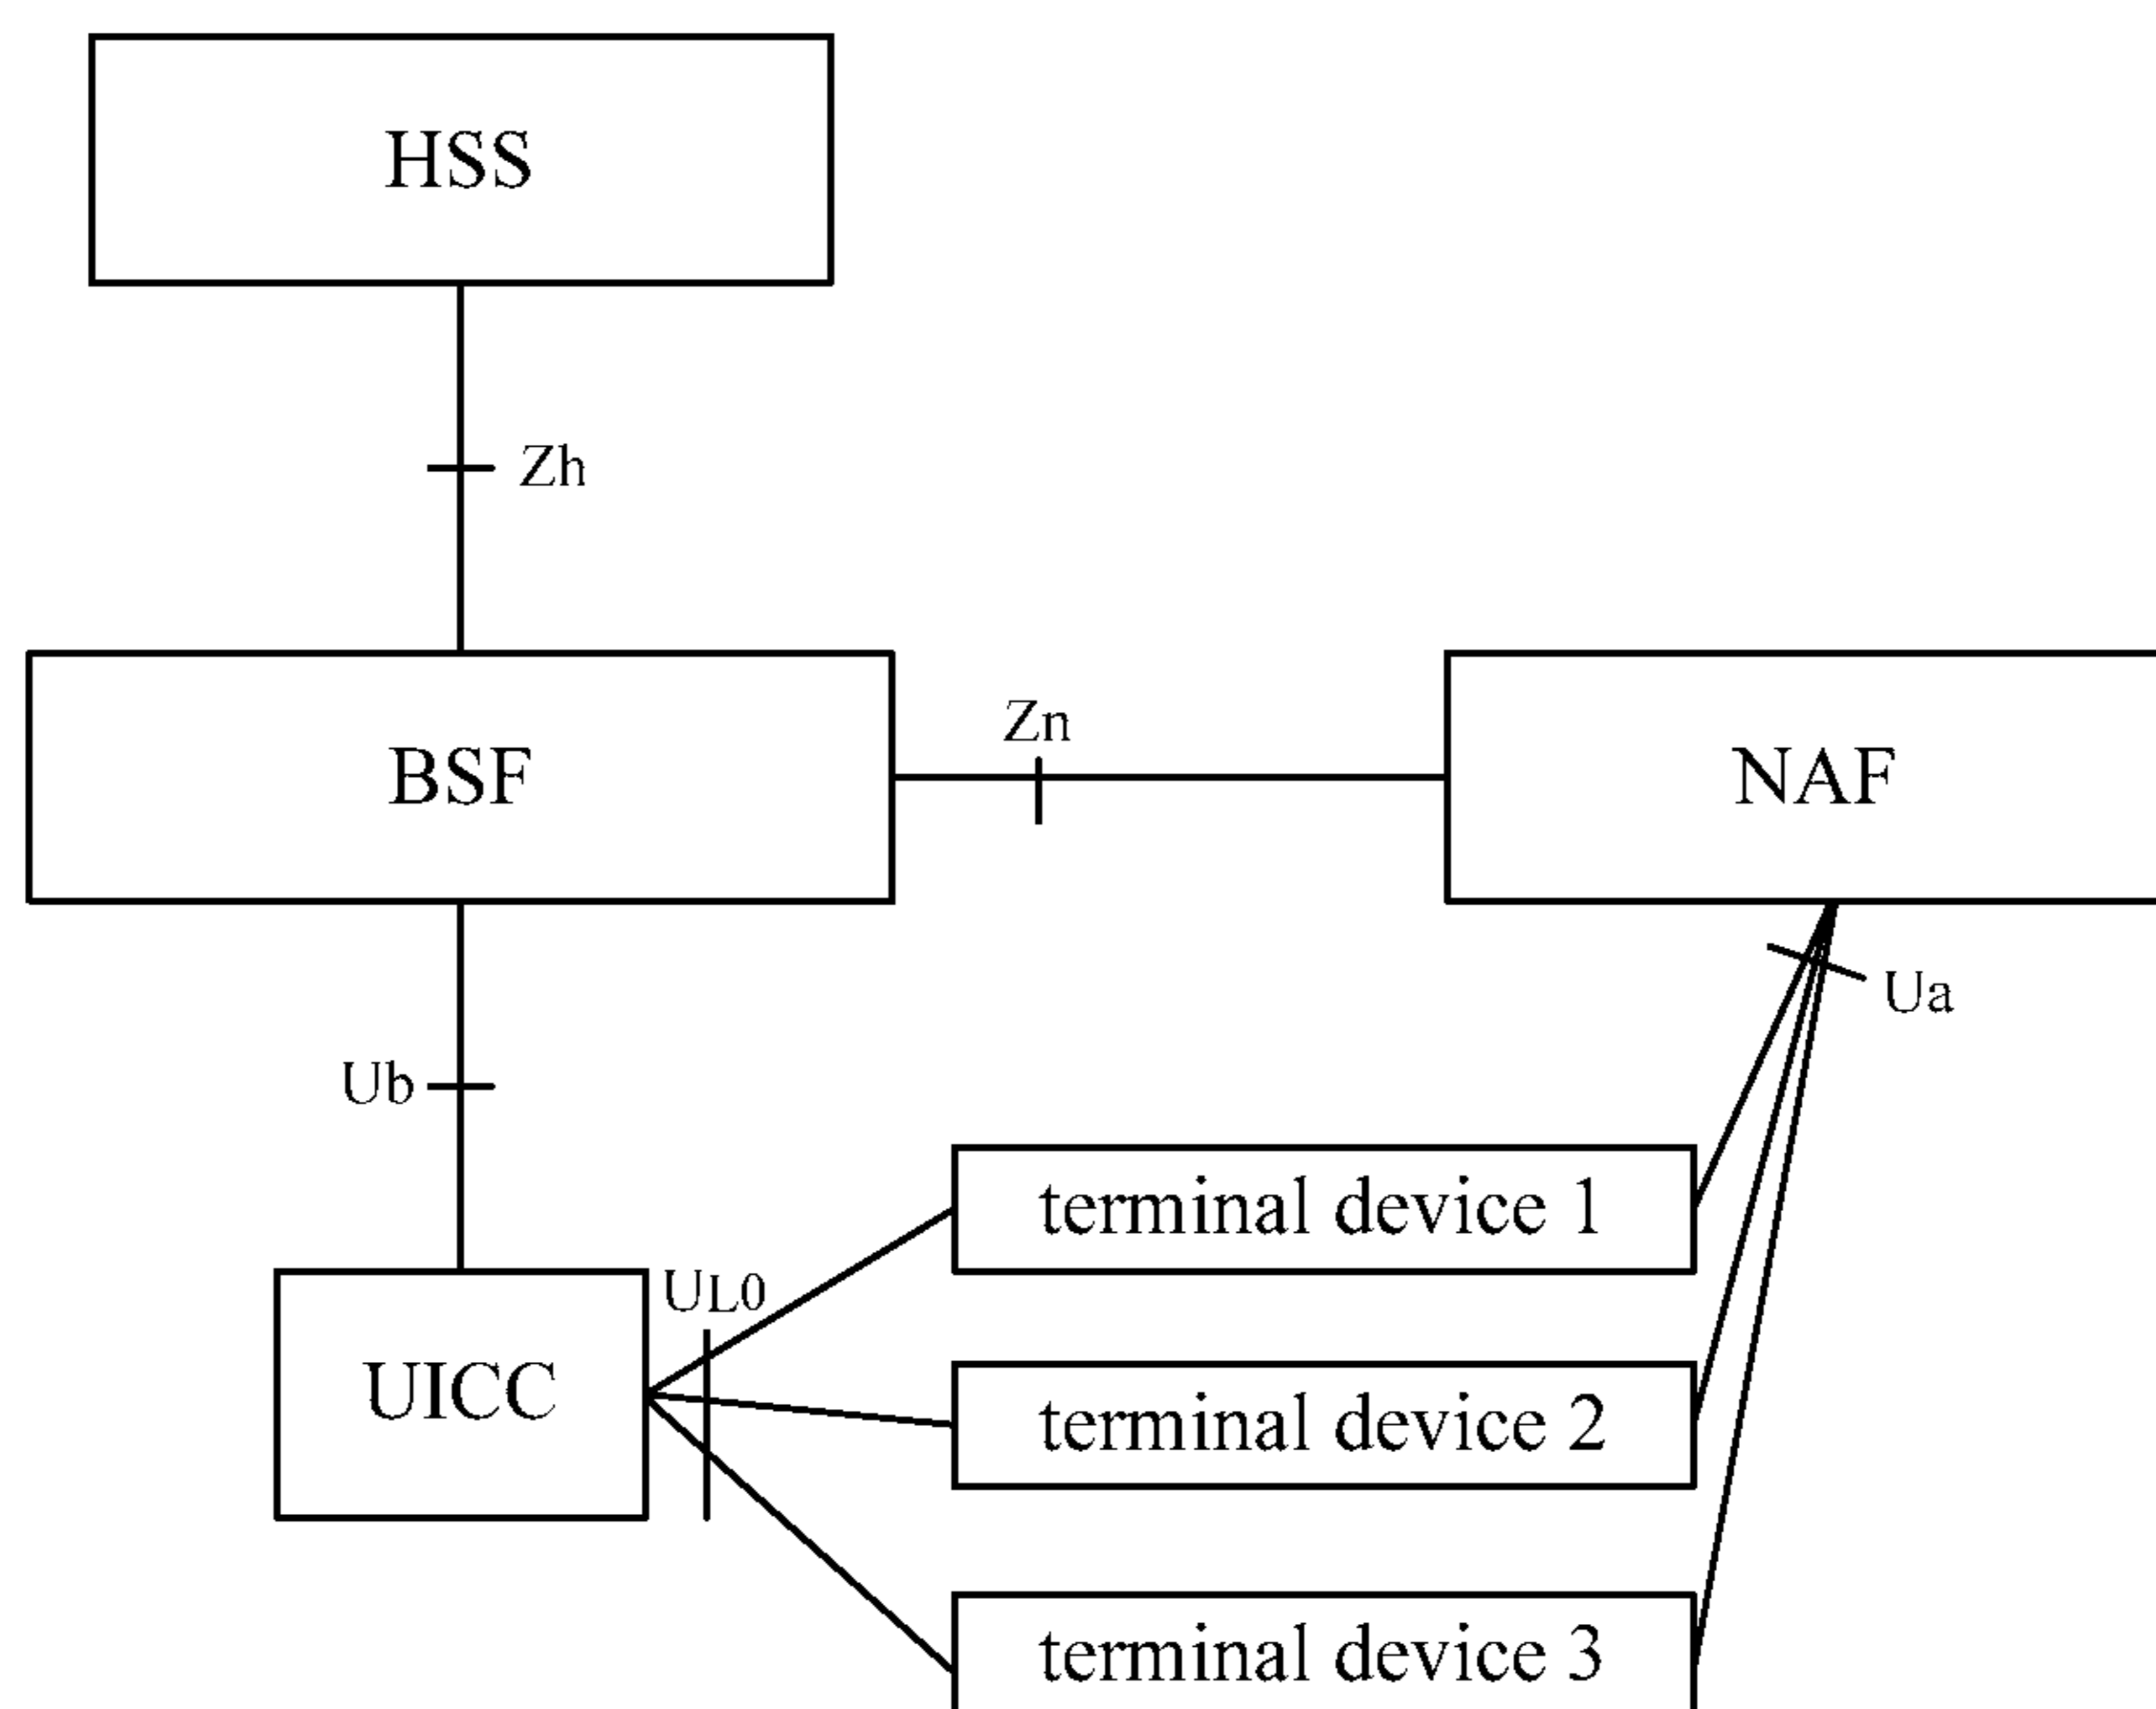 HSS
Zh
BSF
Zn
NAF
Ua
Ub
terminal device 1
UL0
UICC
terminal device 2
terminal device 3